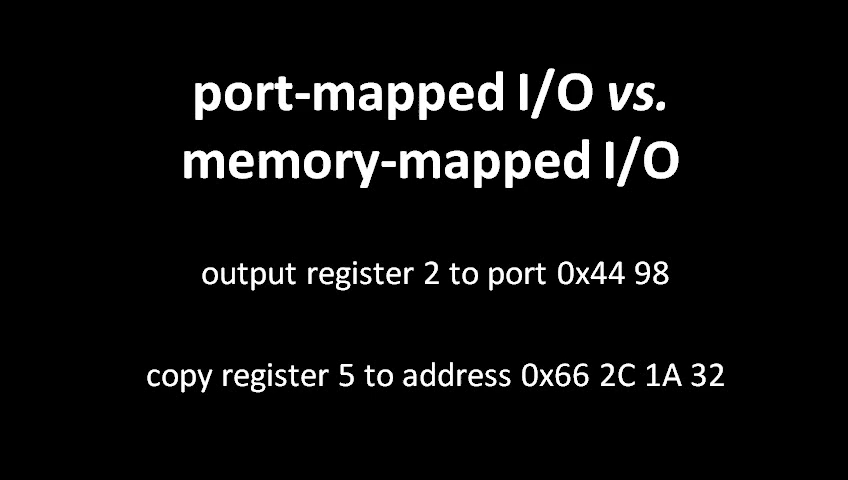 port-mapped I/O vs.
memory-mapped I/O
output register 2 to port 0x44 98
copy register 5 to address 0x66 2C 1A 32